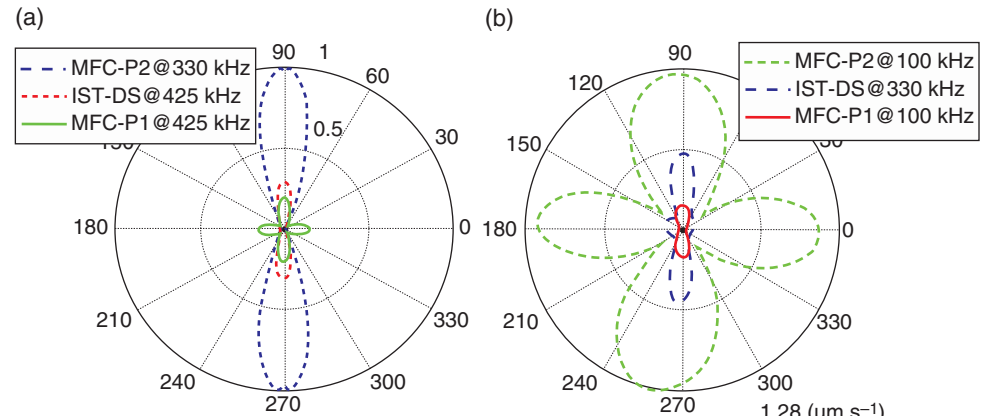 (a)
MFC-P2@330 kHz
IST-DS@425 kHz
MFC-P1@425 kHz
90
1
60
0.5
30
0
330
300
270
240
210
180
(b)
MFC-P2@100 kHz
IST-DS@330 kHz
MFC-P1@100 kHz
90
120
150
180
210
240
270
300
330
0
1.28 (μm s⁻¹)